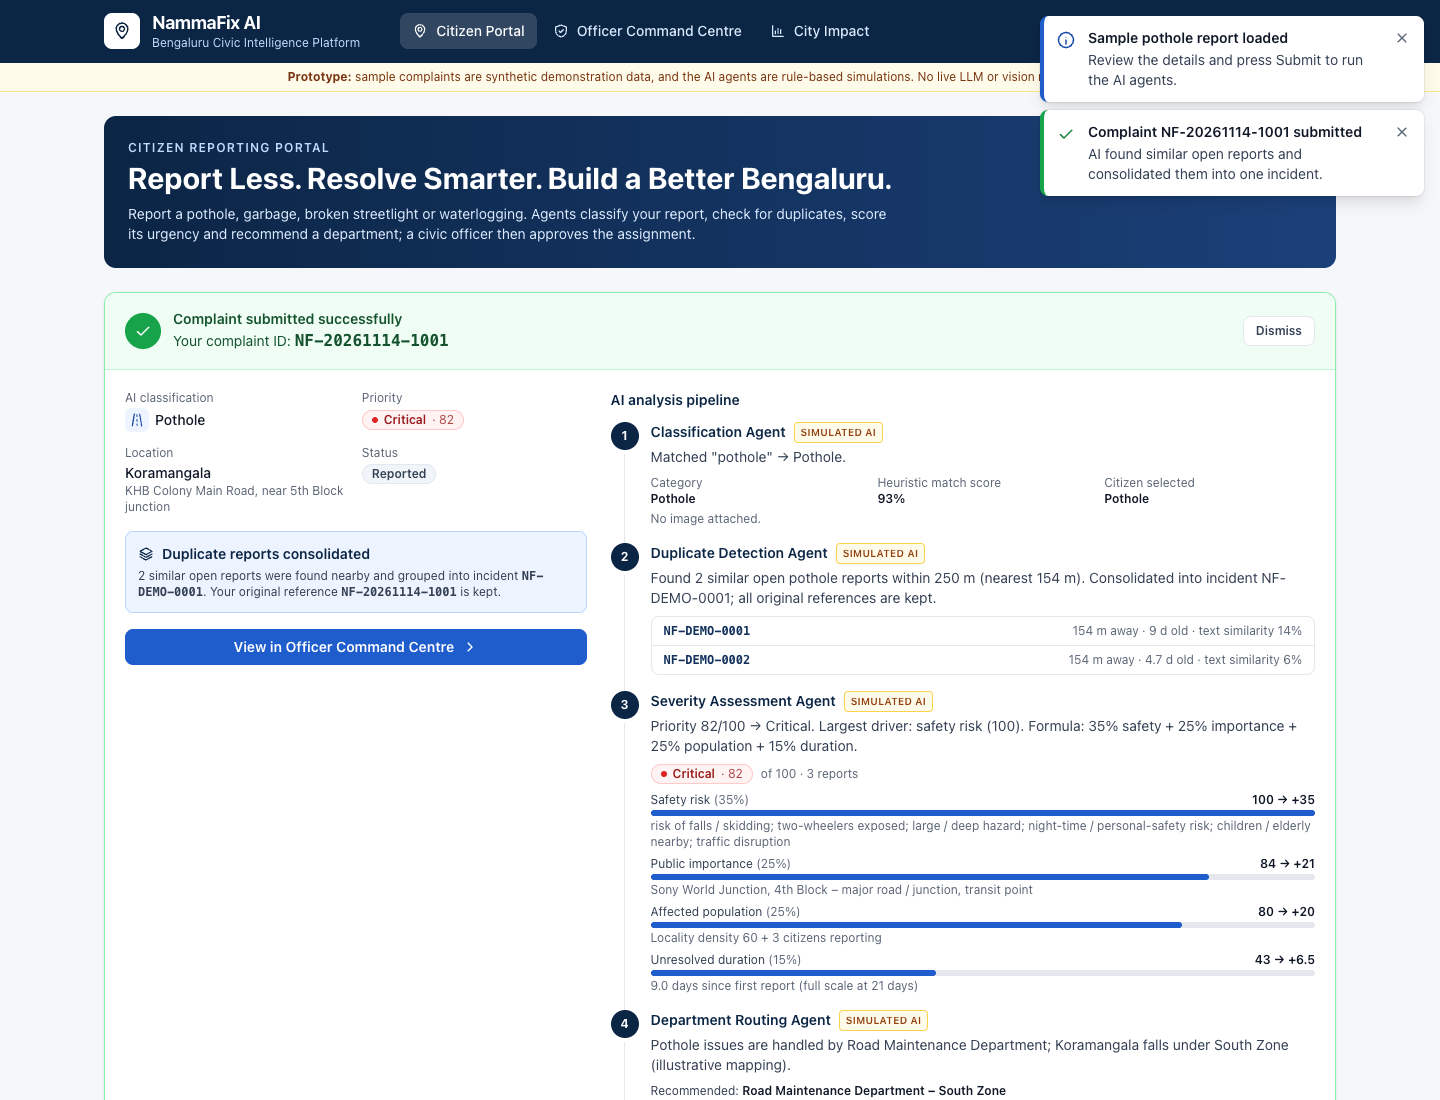 NammaFix AI
Bengaluru Civic Intelligence Platform
Citizen Portal
Officer Command Centre
City Impact
Prototype: sample complaints are synthetic demonstration data, and the AI agents are rule-based simulations. No live LLM or vision
Sample pothole report loaded
Review the details and press Submit to run
the AI agents.
Complaint NF-20261114-1001 submitted
AI found similar open reports and
consolidated them into one incident.
CITIZEN REPORTING PORTAL
Report Less. Resolve Smarter. Build a Better Bengaluru.
Report a pothole, garbage, broken streetlight or waterlogging. Agents classify your report, check for duplicates, score
its urgency and recommend a department; a civic officer then approves the assignment.
Complaint submitted successfully
Your complaint ID: NF-20261114-1001
Dismiss
AI classification
Pothole
Priority
Critical · 82
Location
Koramangala
KHB Colony Main Road, near 5th Block
junction
Status
Reported
Duplicate reports consolidated
2 similar open reports were found nearby and grouped into incident NF-
DEMO-0001. Your original reference NF-20261114-1001 is kept.
View in Officer Command Centre
AI analysis pipeline
1 Classification Agent SIMULATED AI
Matched "pothole" → Pothole.
Category Heuristic match score Citizen selected
Pothole 93% Pothole
No image attached.
2 Duplicate Detection Agent SIMULATED AI
Found 2 similar open pothole reports within 250 m (nearest 154 m). Consolidated into incident NF-
DEMO-0001; all original references are kept.
NF-DEMO-0001 154 m away · 9 d old · text similarity 14%
NF-DEMO-0002 154 m away · 4.7 d old · text similarity 6%
3 Severity Assessment Agent SIMULATED AI
Priority 82/100 → Critical. Largest driver: safety risk (100). Formula: 35% safety + 25% importance +
25% population + 15% duration.
Critical · 82 of 100 · 3 reports
Safety risk (35%) 100 → +35
risk of falls / skidding; two-wheelers exposed; large / deep hazard; night-time / personal-safety risk; children / elderly
nearby; traffic disruption
Public importance (25%) 84 → +21
Sony World Junction, 4th Block – major road / junction, transit point
Affected population (25%) 80 → +20
Locality density 60 + 3 citizens reporting
Unresolved duration (15%) 43 → +6.5
9.0 days since first report (full scale at 21 days)
4 Department Routing Agent SIMULATED AI
Pothole issues are handled by Road Maintenance Department; Koramangala falls under South Zone
(illustrative mapping).
Recommended: Road Maintenance Department – South Zone